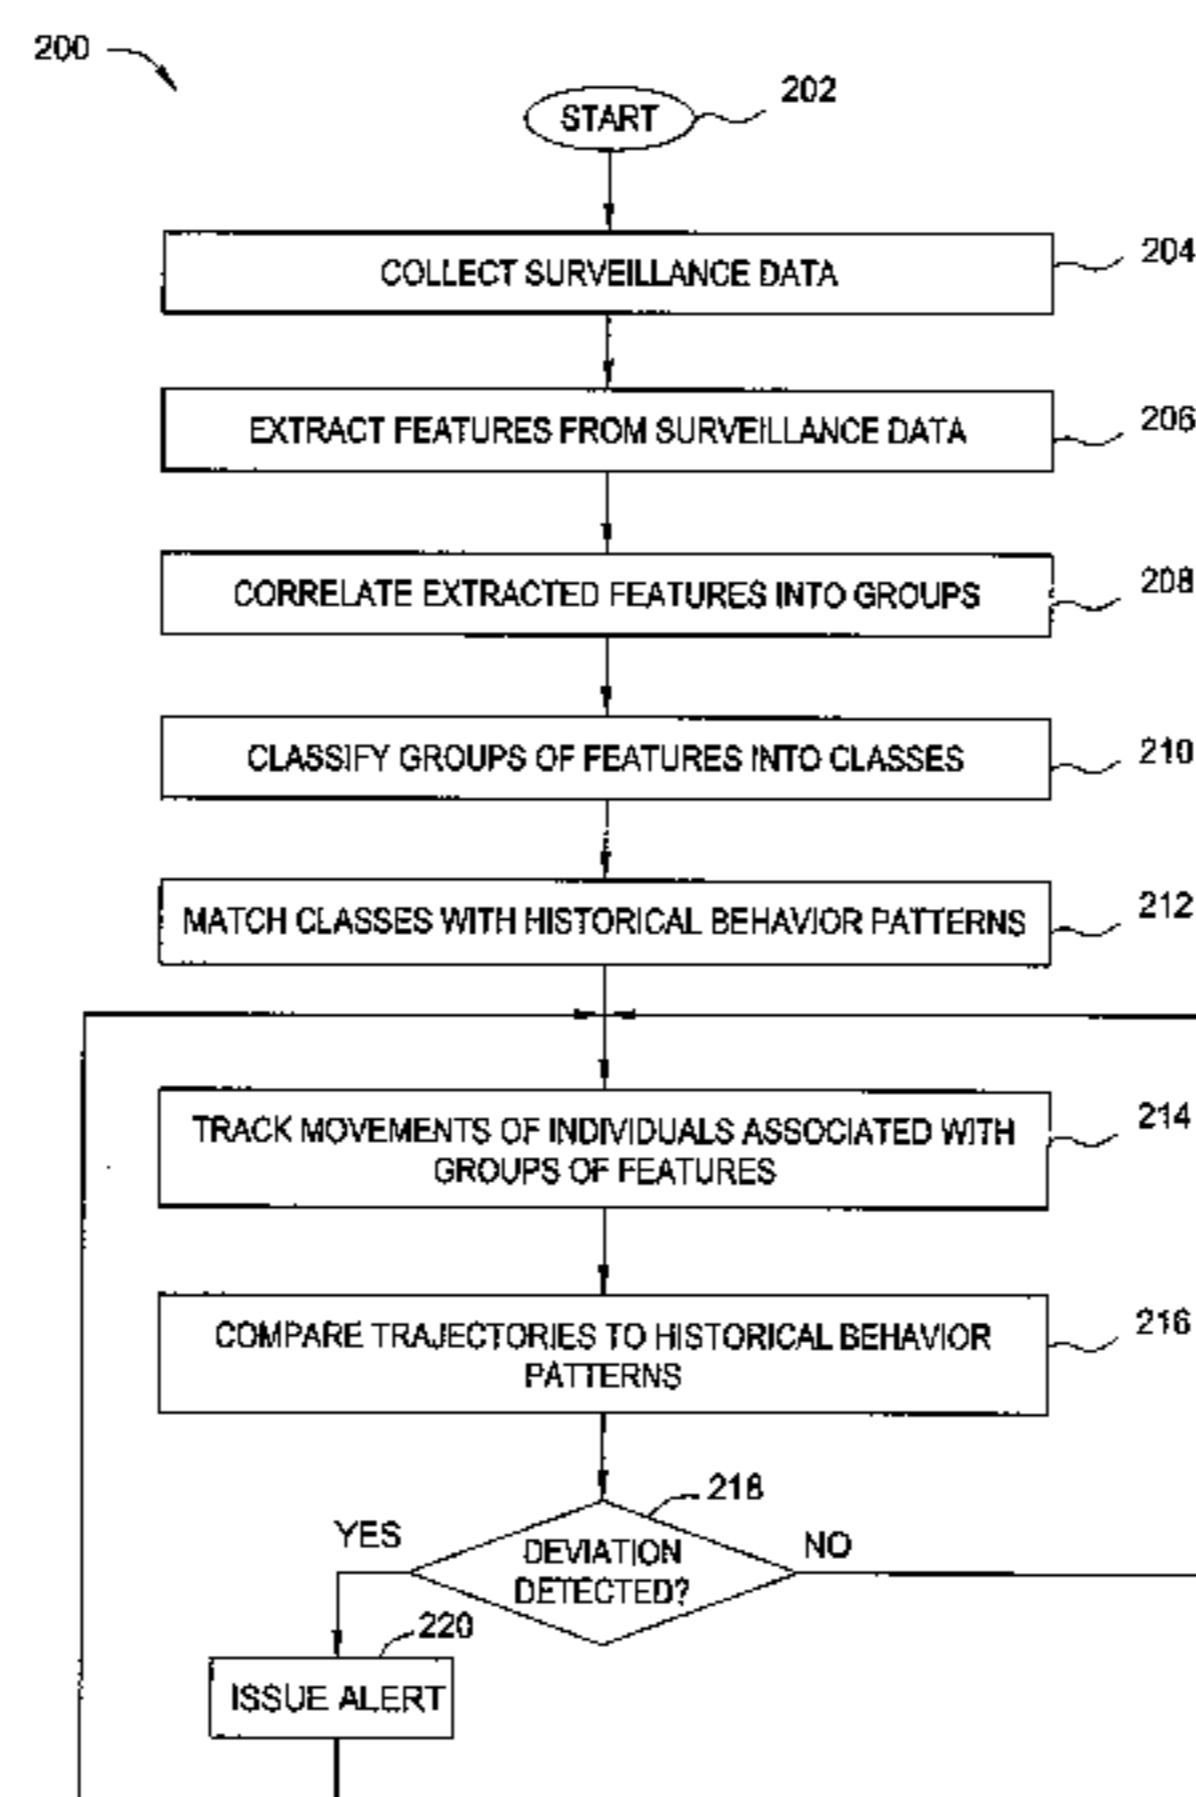 200
START
202
COLLECT SURVEILLANCE DATA
204
EXTRACT FEATURES FROM SURVEILLANCE DATA
206
CORRELATE EXTRACTED FEATURES INTO GROUPS
208
CLASSIFY GROUPS OF FEATURES INTO CLASSES
210
MATCH CLASSES WITH HISTORICAL BEHAVIOR PATTERNS
212
TRACK MOVEMENTS OF INDIVIDUALS ASSOCIATED WITH
GROUPS OF FEATURES
214
COMPARE TRAJECTORIES TO HISTORICAL BEHAVIOR
PATTERNS
216
218
YES
DEVIATION
DETECTED?
NO
220
ISSUE ALERT